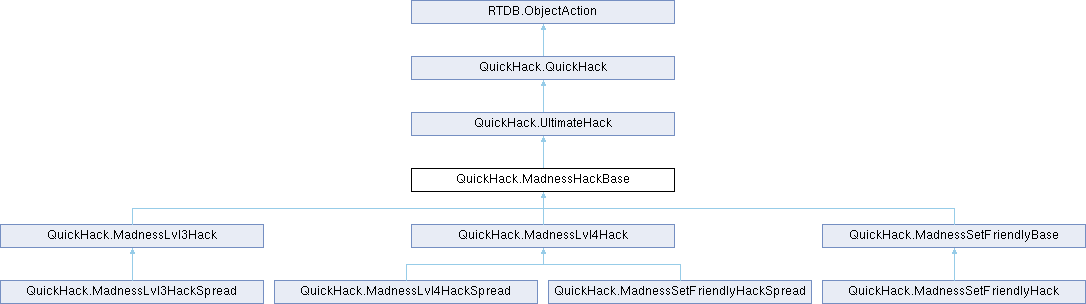 RTDB.ObjectAction
QuickHack.QuickHack
QuickHack.UltimateHack
QuickHack.MadnessHackBase
QuickHack.MadnessLvl3Hack
QuickHack.MadnessLvl4Hack
QuickHack.MadnessSetFriendlyBase
QuickHack.MadnessLvl3HackSpread
QuickHack.MadnessLvl4HackSpread
QuickHack.MadnessSetFriendlyHackSpread
QuickHack.MadnessSetFriendlyHack